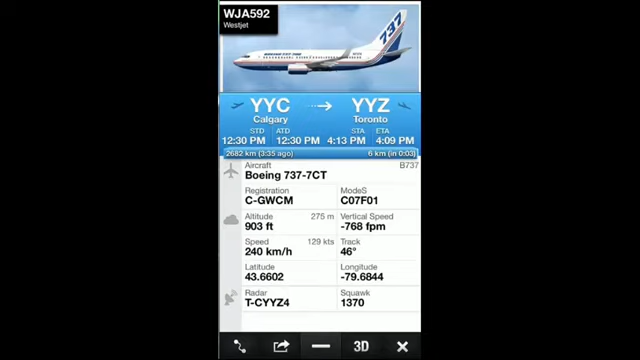 WJA592
Westjet
737
YYC YYZ
Calgary Toronto
STD ATD STA ETA
12:30 PM 12:30 PM 4:13 PM 4:09 PM
2682 km (3:35 ago) 6 km (in 0:03)
Aircraft B737
Boeing 737-7CT
Registration ModeS
C-GWCM C07F01
Altitude 275 m Vertical Speed
903 ft -768 fpm
Speed 129 kts Track
240 km/h 46°
Latitude Longitude
43.6602 -79.6844
Radar Squawk
T-CYYZ4 1370
3D